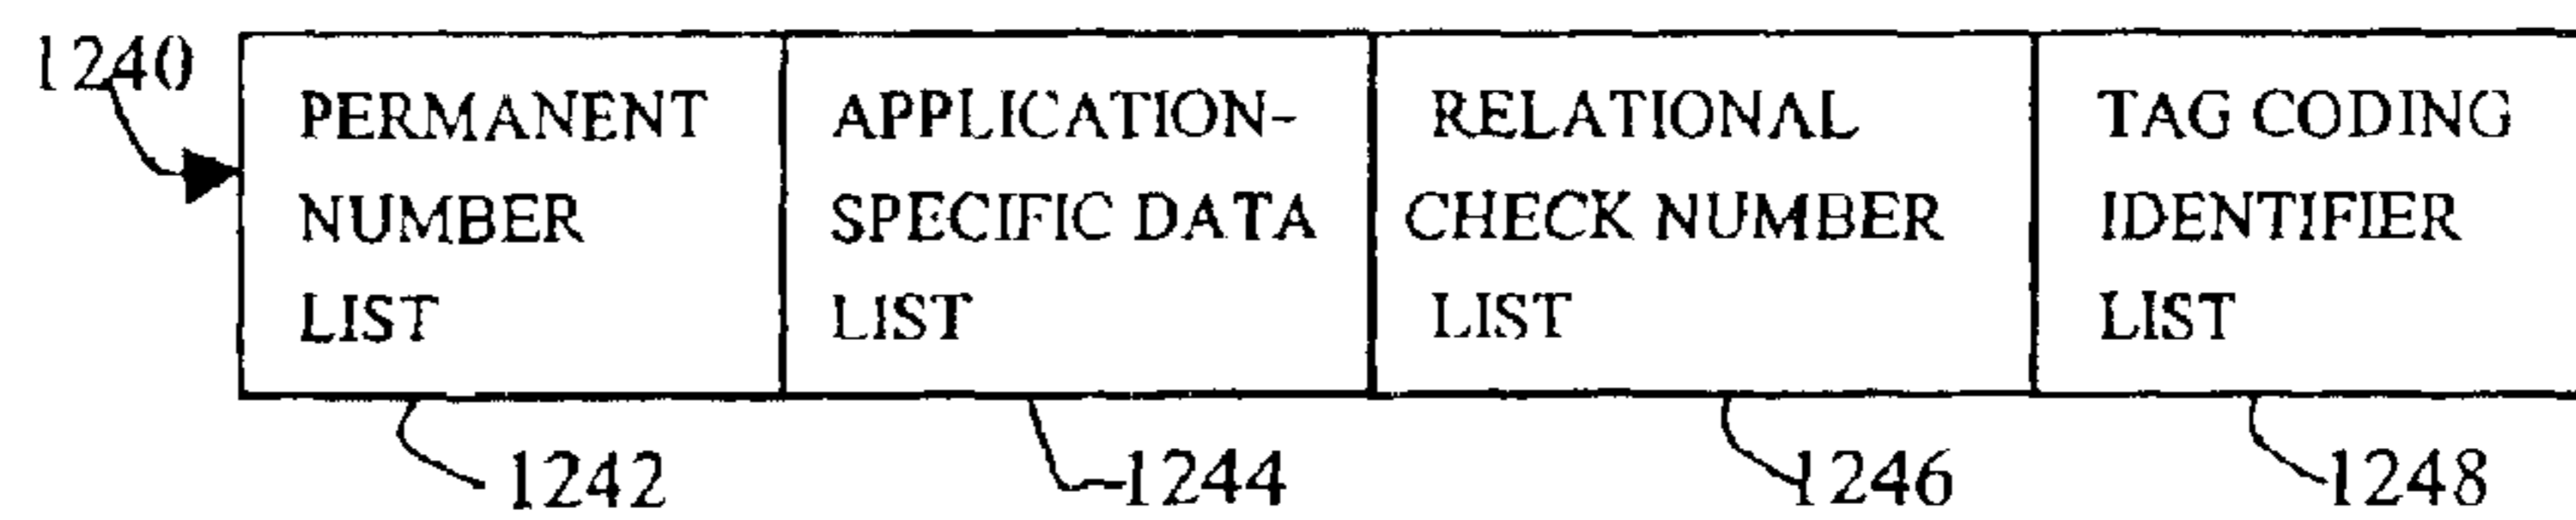 1240
PERMANENT
NUMBER
LIST
APPLICATION-
SPECIFIC DATA
LIST
RELATIONAL
CHECK NUMBER
LIST
TAG CODING
IDENTIFIER
LIST
1242
1244
1246
1248